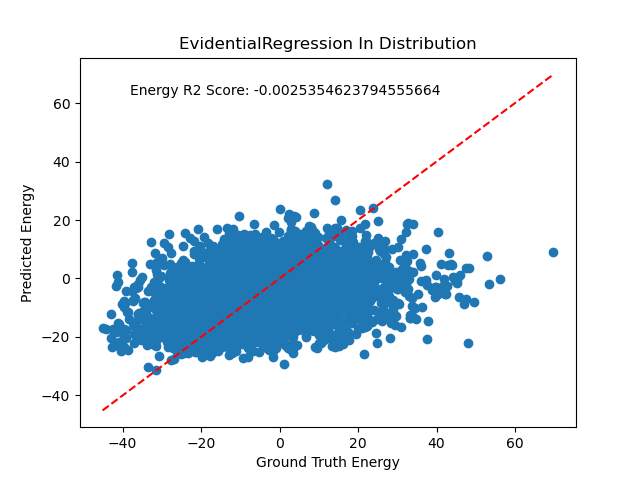 EvidentialRegression In Distribution
Energy R2 Score: -0.0025354623794555664
Predicted Energy
60
40
20
0
−20
−40
−40 −20 0 20 40 60
Ground Truth Energy